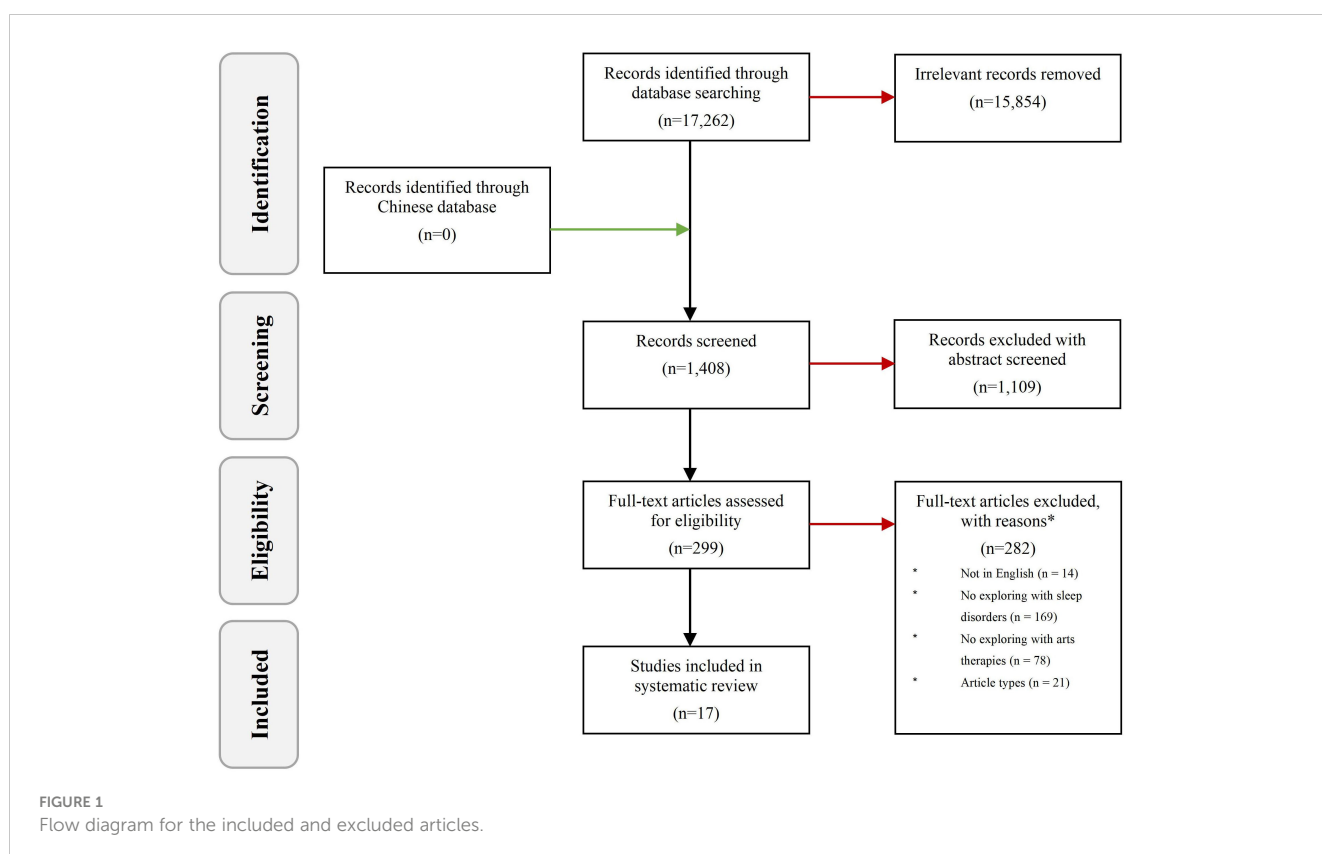 Identification
Records identified through
database searching
(n=17,262)
Irrelevant records removed
(n=15,854)
Records identified through
Chinese database
(n=0)
Screening
Records screened
(n=1,408)
Records excluded with
abstract screened
(n=1,109)
Eligibility
Full-text articles assessed
for eligibility
(n=299)
Full-text articles excluded,
with reasons*
(n=282)
* Not in English (n = 14)
* No exploring with sleep
disorders (n = 169)
* No exploring with arts
therapies (n = 78)
* Article types (n = 21)
Included
Studies included in
systematic review
(n=17)
FIGURE 1
Flow diagram for the included and excluded articles.